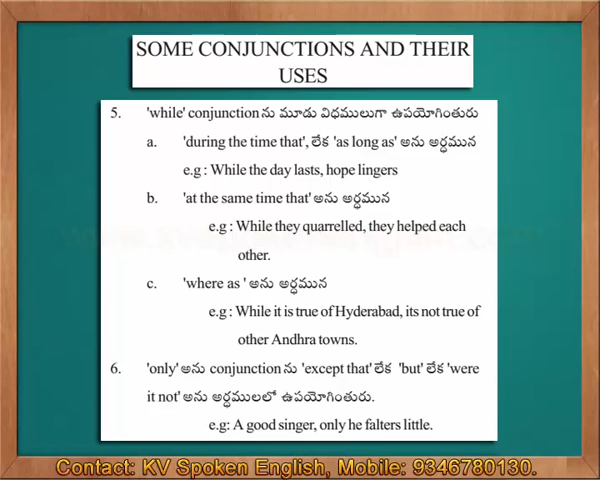 SOME CONJUNCTIONS AND THEIR
USES
5. 'while' conjunction ను మూడు విధములుగా ఉపయోగింతురు
a. 'during the time that', లేక 'as long as' అను అర్ధమున
e.g : While the day lasts, hope lingers
b. 'at the same time that' అను అర్ధమున
e.g : While they quarrelled, they helped each
other.
c. 'where as ' అను అర్ధమున
e.g : While it is true of Hyderabad, its not true of
other Andhra towns.
6. 'only' అను conjunction ను 'except that' లేక 'but' లేక 'were
it not' అను అర్ధములలో ఉపయోగింతురు.
e.g: A good singer, only he falters little.
Contact: KV Spoken English, Mobile: 9346780130.